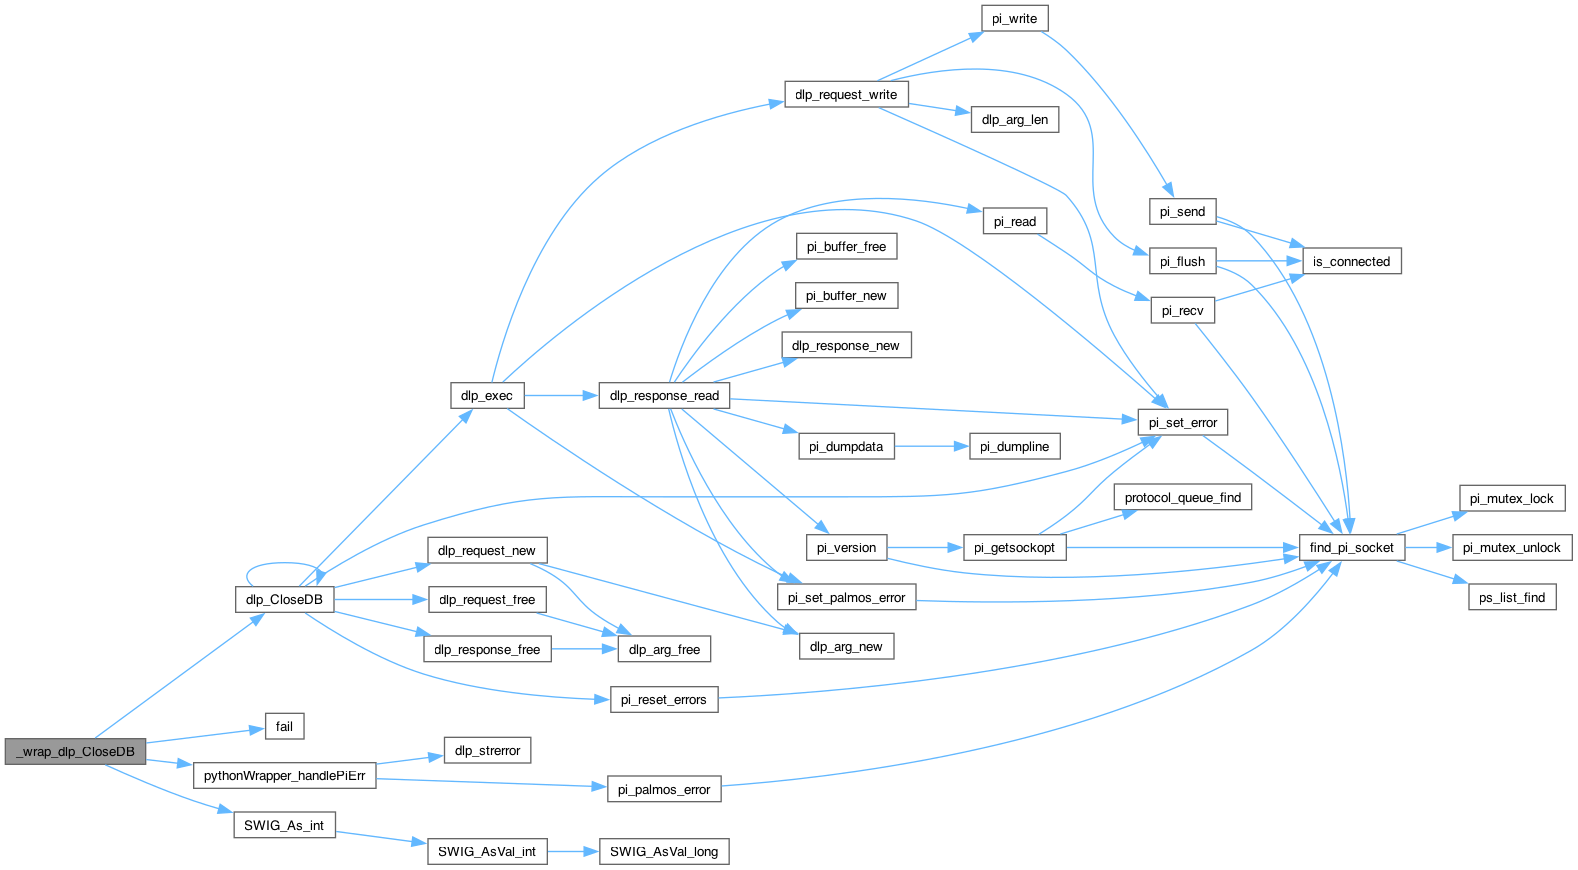 pi_write
dlp_request_write
dlp_arg_len
pi_send
pi_read
pi_buffer_free
pi_flush
is_connected
pi_buffer_new
pi_recv
dlp_response_new
dlp_exec
dlp_response_read
pi_set_error
pi_dumpdata
pi_dumpline
protocol_queue_find
pi_mutex_lock
dlp_request_new
pi_version
pi_getsockopt
find_pi_socket
pi_mutex_unlock
dlp_CloseDB
dlp_request_free
pi_set_palmos_error
ps_list_find
dlp_response_free
dlp_arg_free
dlp_arg_new
pi_reset_errors
fail
_wrap_dlp_CloseDB
dlp_strerror
pythonWrapper_handlePiErr
pi_palmos_error
SWIG_As_int
SWIG_AsVal_int
SWIG_AsVal_long